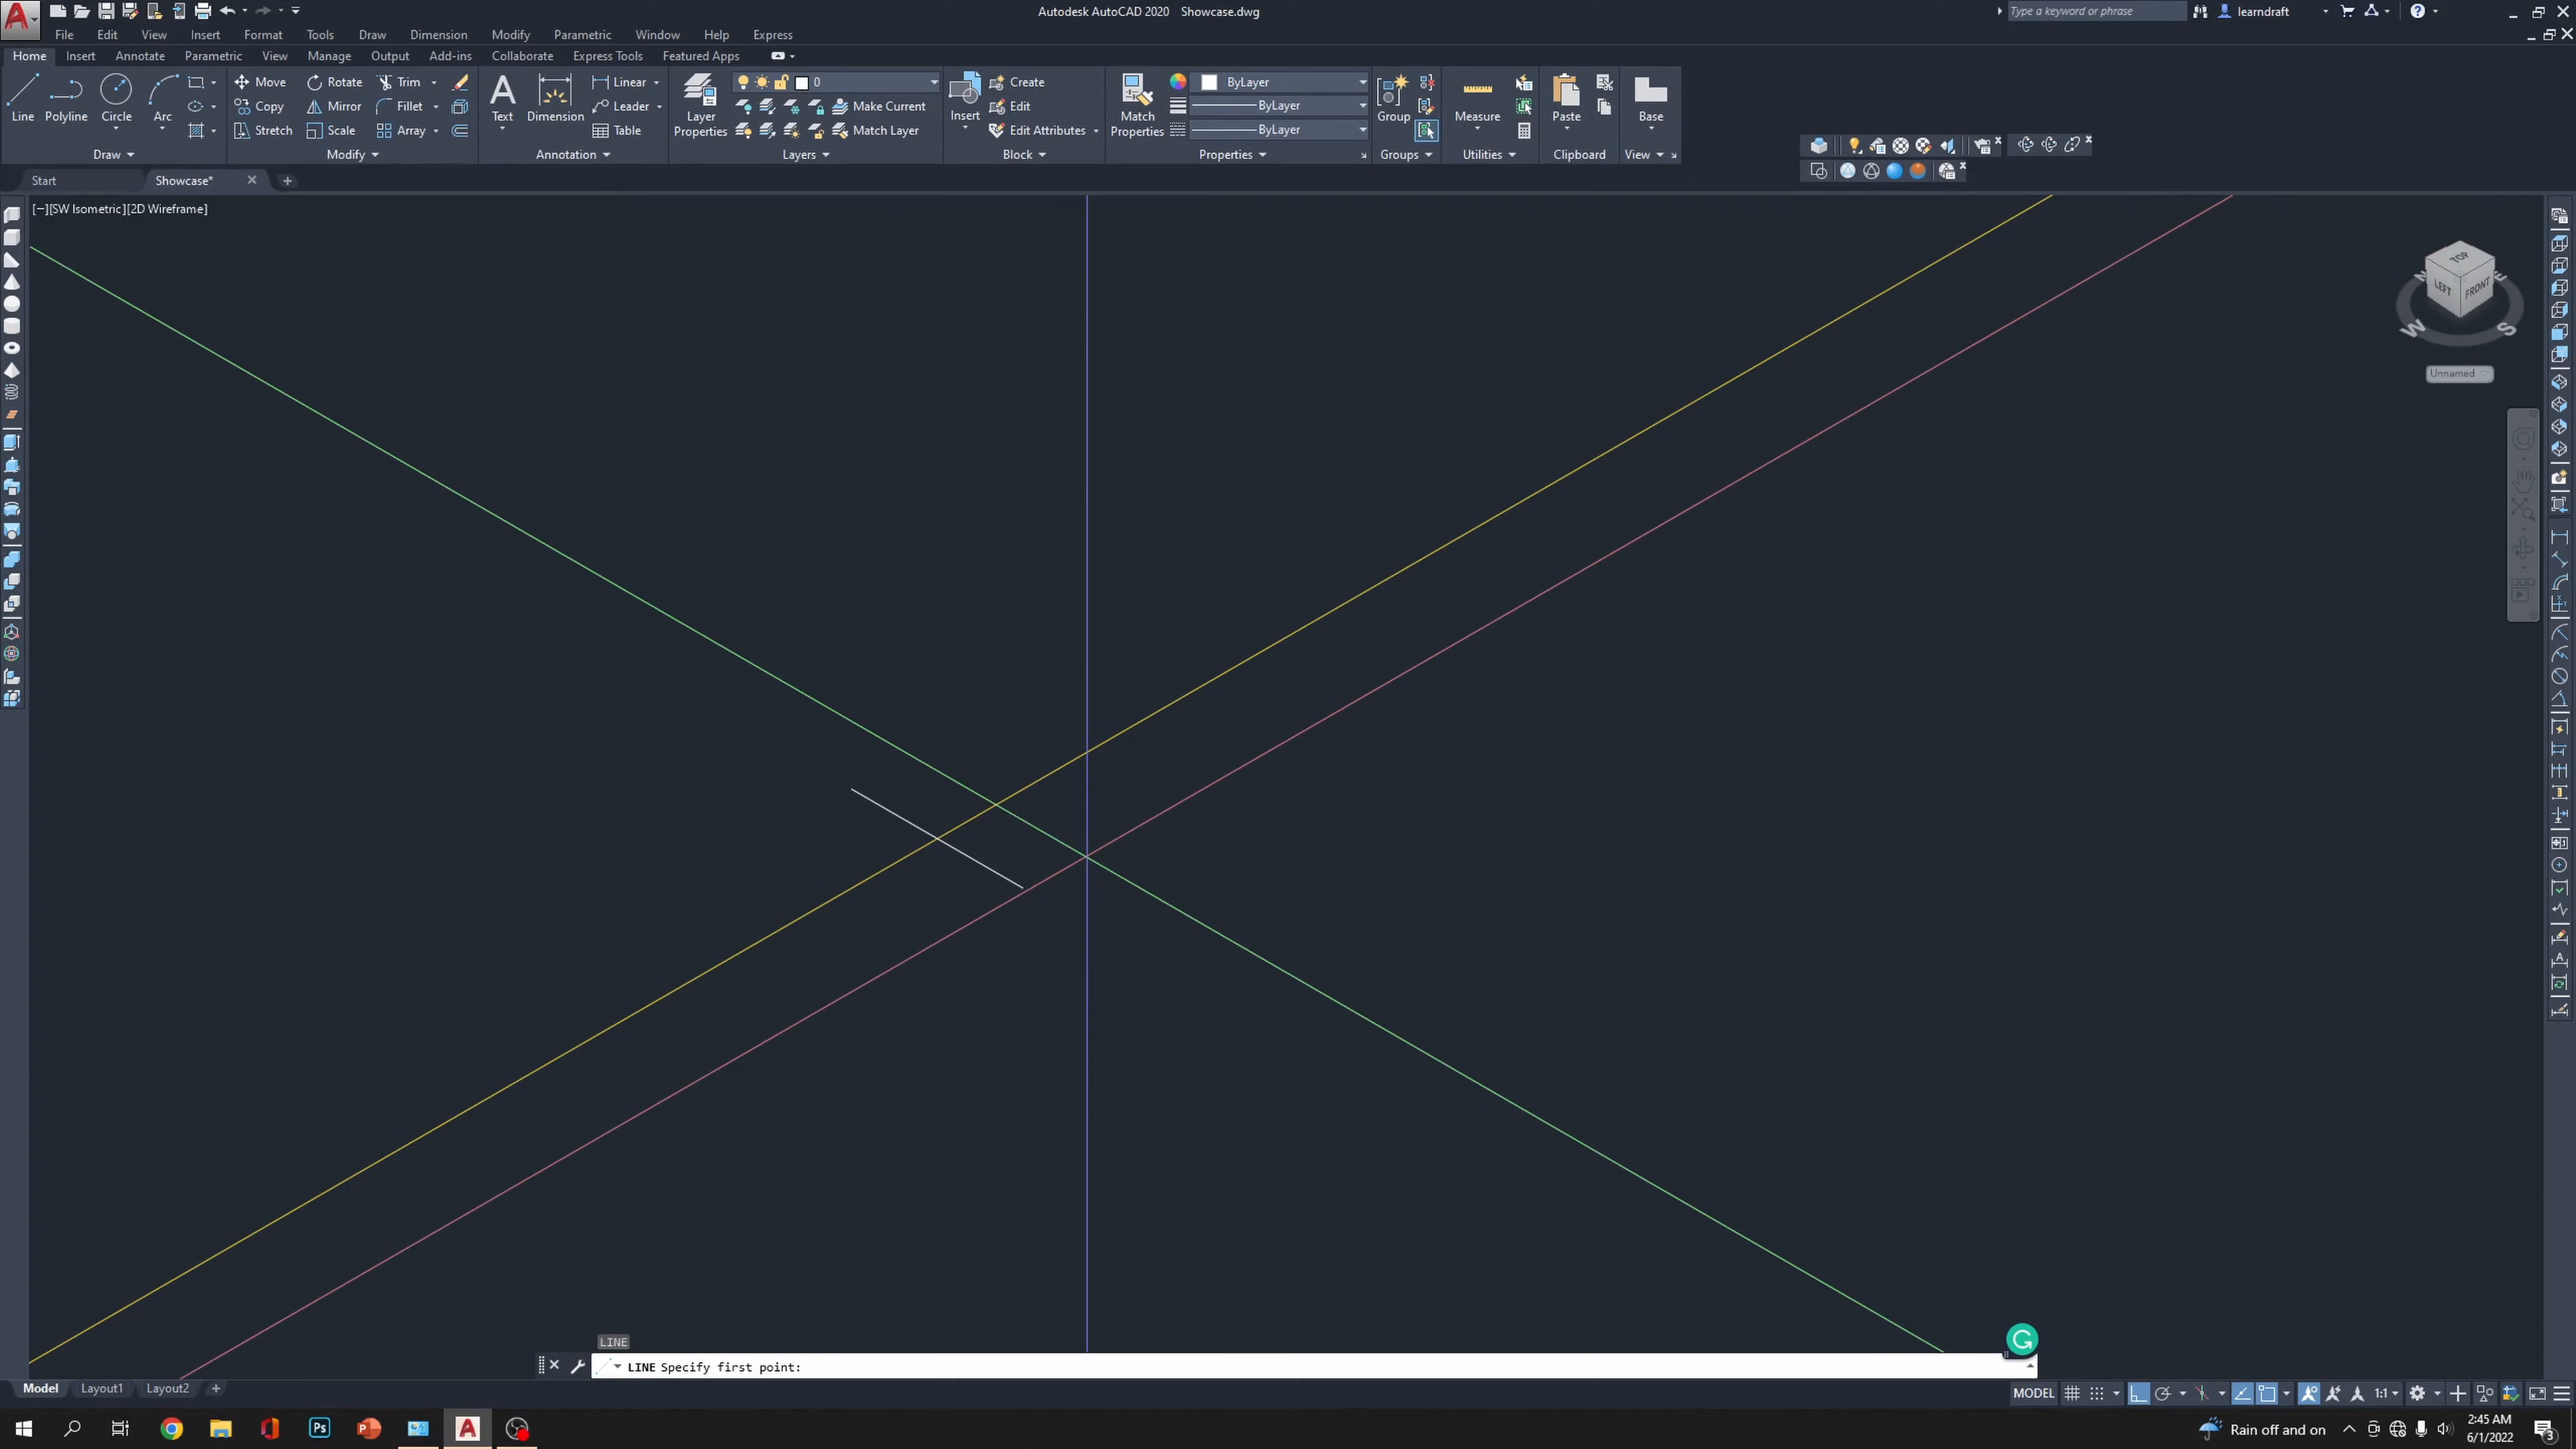 Autodesk AutoCAD 2020 Showcase.dwg
Type a keyword or phrase
learndraft
File Edit View Insert Format Tools Draw Dimension Modify Parametric Window Help Express
Home Insert Annotate Parametric View Manage Output Add-ins Collaborate Express Tools Featured Apps
Line Polyline Circle Arc
Move Rotate Trim
Copy Mirror Fillet
Stretch Scale Array
Text Dimension
Linear
Leader
Table
Layer Properties
0
Make Current
Match Layer
Insert
Create
Edit
Edit Attributes
Match Properties
ByLayer
ByLayer
ByLayer
Group
Measure
Paste
Base
Draw Modify Annotation Layers Block Properties Groups Utilities Clipboard View
Start Showcase*
[−][SW Isometric][2D Wireframe]
TOP
LEFT FRONT
N E
W S
Unnamed
LINE
LINE Specify first point:
Model Layout1 Layout2
MODEL 1:1
Rain off and on
2:45 AM
6/1/2022
3